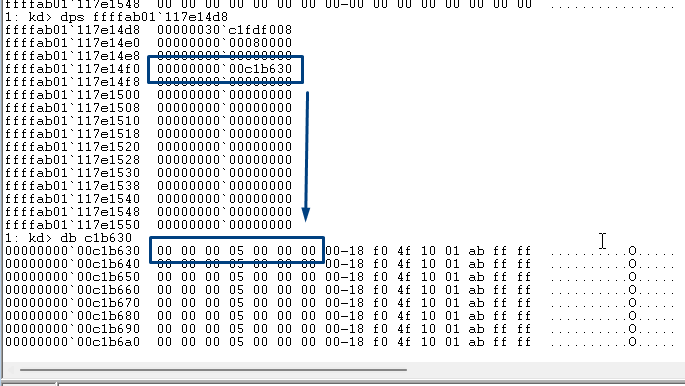 ffffab01`117e1548  00 00 00 00 00 00 00 00-00 00 00 00 00 00 00 00
1: kd> dps ffffab01`117e14d8
ffffab01`117e14d8  00000030`c1fdf008
ffffab01`117e14e0  00000000`00080000
ffffab01`117e14e8  00000000`00000000
ffffab01`117e14f0  00000000`00c1b630
ffffab01`117e14f8  00000000`00000000
ffffab01`117e1500  00000000`00000000
ffffab01`117e1508  00000000`00000000
ffffab01`117e1510  00000000`00000000
ffffab01`117e1518  00000000`00000000
ffffab01`117e1520  00000000`00000000
ffffab01`117e1528  00000000`00000000
ffffab01`117e1530  00000000`00000000
ffffab01`117e1538  00000000`00000000
ffffab01`117e1540  00000000`00000000
ffffab01`117e1548  00000000`00000000
ffffab01`117e1550  00000000`00000000
1: kd> db c1b630
00000000`00c1b630  00 00 00 05 00 00 00 00-18 f0 4f 10 01 ab ff ff  ..........O.....
00000000`00c1b640  00 00 00 05 00 00 00 00-18 f0 4f 10 01 ab ff ff  ..........O.....
00000000`00c1b650  00 00 00 05 00 00 00 00-18 f0 4f 10 01 ab ff ff  ..........O.....
00000000`00c1b660  00 00 00 05 00 00 00 00-18 f0 4f 10 01 ab ff ff  ..........O.....
00000000`00c1b670  00 00 00 05 00 00 00 00-18 f0 4f 10 01 ab ff ff  ..........O.....
00000000`00c1b680  00 00 00 05 00 00 00 00-18 f0 4f 10 01 ab ff ff  ..........O.....
00000000`00c1b690  00 00 00 05 00 00 00 00-18 f0 4f 10 01 ab ff ff  ..........O.....
00000000`00c1b6a0  00 00 00 05 00 00 00 00-18 f0 4f 10 01 ab ff ff  ..........O.....